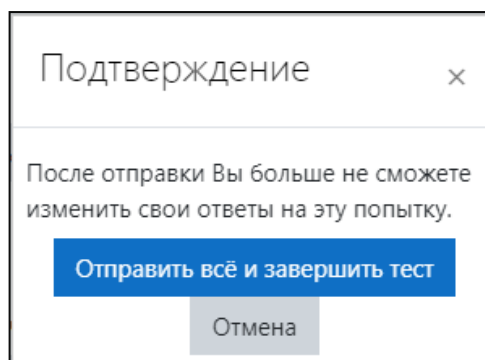 Подтверждение ×
После отправки Вы больше не сможете
изменить свои ответы на эту попытку.
Отправить всё и завершить тест
Отмена